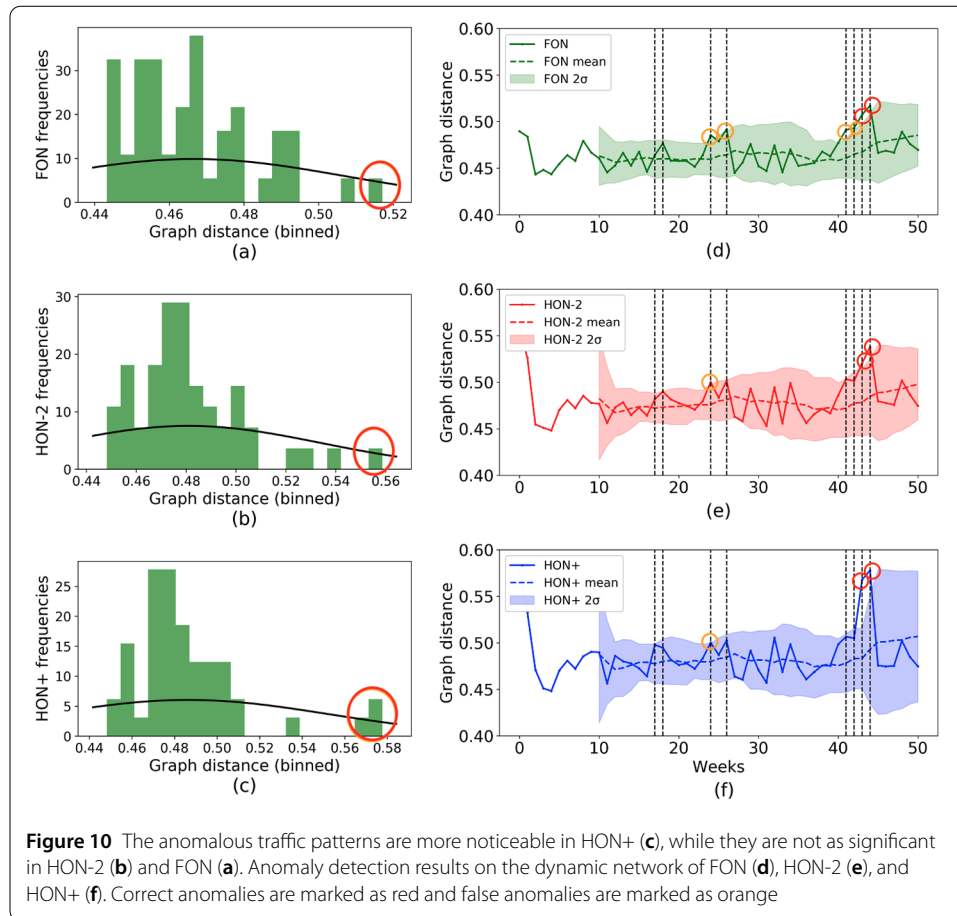 30
20
10
0
FON frequencies
0.44 0.46 0.48 0.50 0.52
Graph distance (binned)
(a)
0.60
0.55
0.50
0.45
0.40
Graph distance
FON
FON mean
FON 2σ
0 10 20 30 40 50
(d)
30
20
10
0
HON-2 frequencies
0.44 0.46 0.48 0.50 0.52 0.54 0.56
Graph distance (binned)
(b)
0.60
0.55
0.50
0.45
0.40
Graph distance
HON-2
HON-2 mean
HON-2 2σ
0 10 20 30 40 50
(e)
25
20
15
10
5
0
HON+ frequencies
0.44 0.46 0.48 0.50 0.52 0.54 0.56 0.58
Graph distance (binned)
(c)
0.60
0.55
0.50
0.45
0.40
Graph distance
HON+
HON+ mean
HON+ 2σ
0 10 20 30 40 50
Weeks
(f)
Figure 10 The anomalous traffic patterns are more noticeable in HON+ (c), while they are not as significant
in HON-2 (b) and FON (a). Anomaly detection results on the dynamic network of FON (d), HON-2 (e), and
HON+ (f). Correct anomalies are marked as red and false anomalies are marked as orange